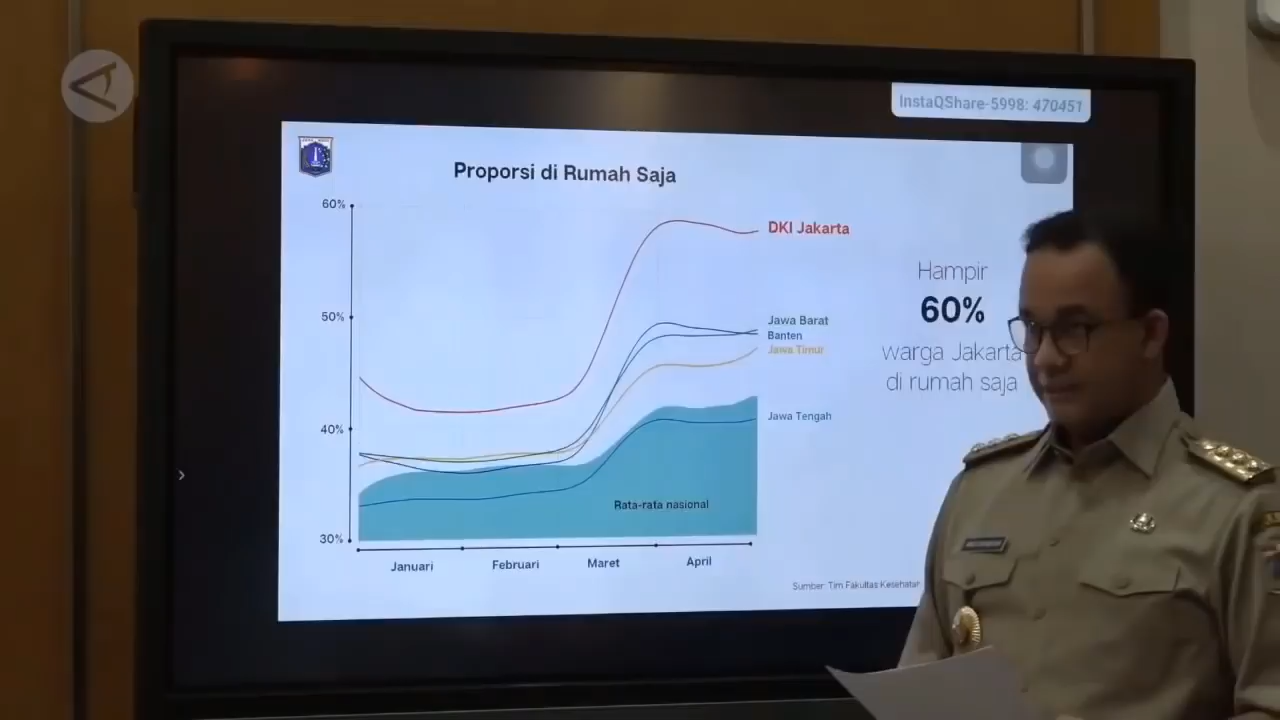 InstaQShare-5998: 470451
Proporsi di Rumah Saja
60%
50%
40%
30%
DKI Jakarta
Jawa Barat
Banten
Jawa Timur
Jawa Tengah
Rata-rata nasional
Januari
Februari
Maret
April
Hampir
60%
warga Jakarta
di rumah saja
Sumber: Tim Fakultas Kesehatan